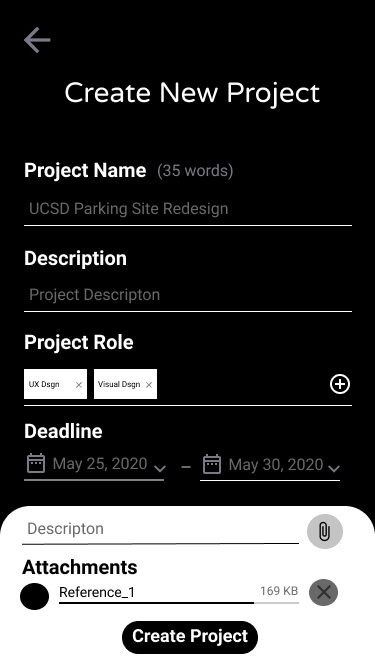 Create New Project
Project Name (35 words)
UCSD Parking Site Redesign
Description
Project Descripton
Project Role
UX Dsgn × Visual Dsgn ×
Deadline
May 25, 2020 – May 30, 2020
Descripton
Attachments
Reference_1 169 KB
Create Project